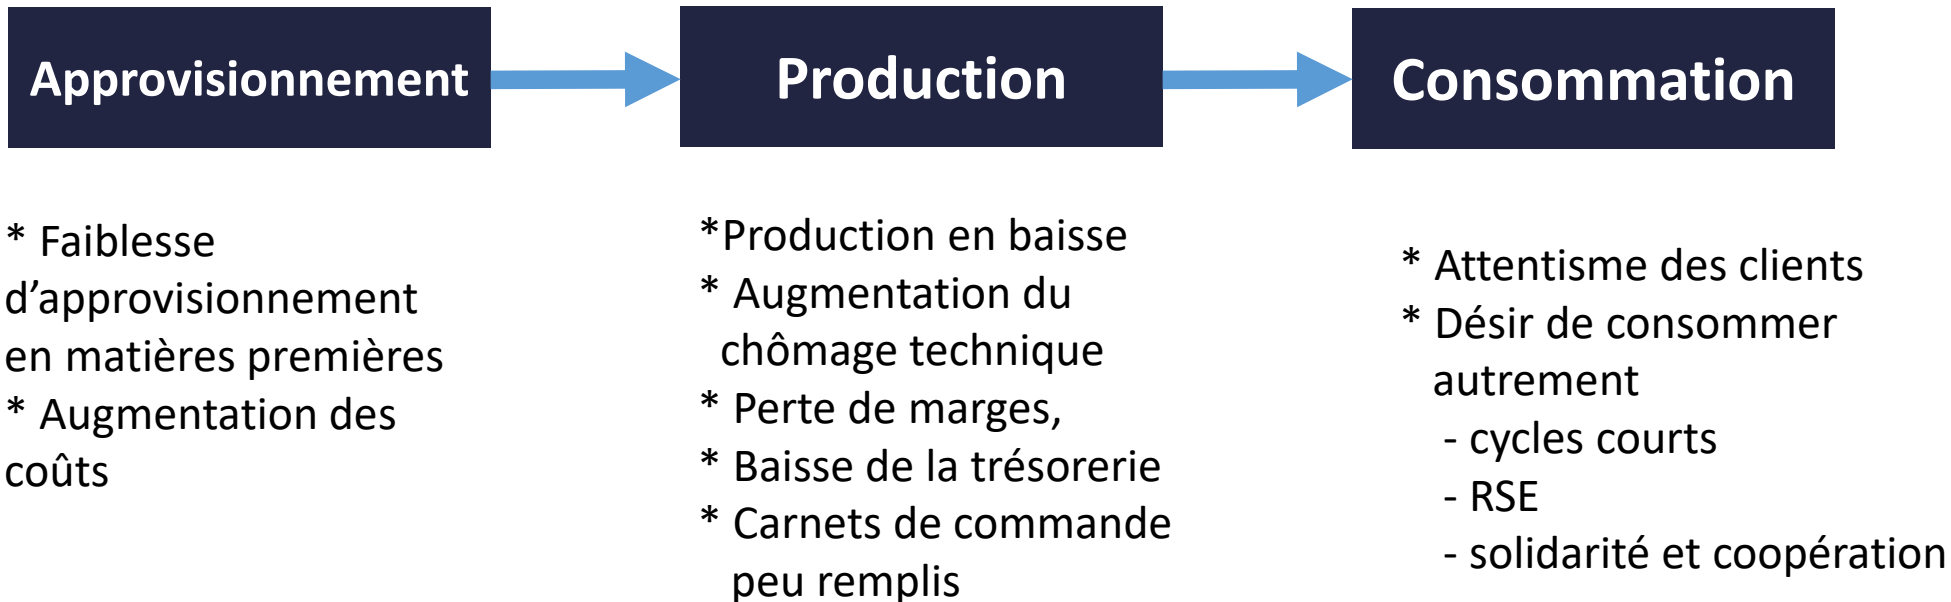 Approvisionnement
Production
Consommation
* Faiblesse
d’approvisionnement
en matières premières
* Augmentation des
coûts
*Production en baisse
* Augmentation du
chômage technique
* Perte de marges,
* Baisse de la trésorerie
* Carnets de commande
peu remplis
* Attentisme des clients
* Désir de consommer
autrement
- cycles courts
- RSE
- solidarité et coopération